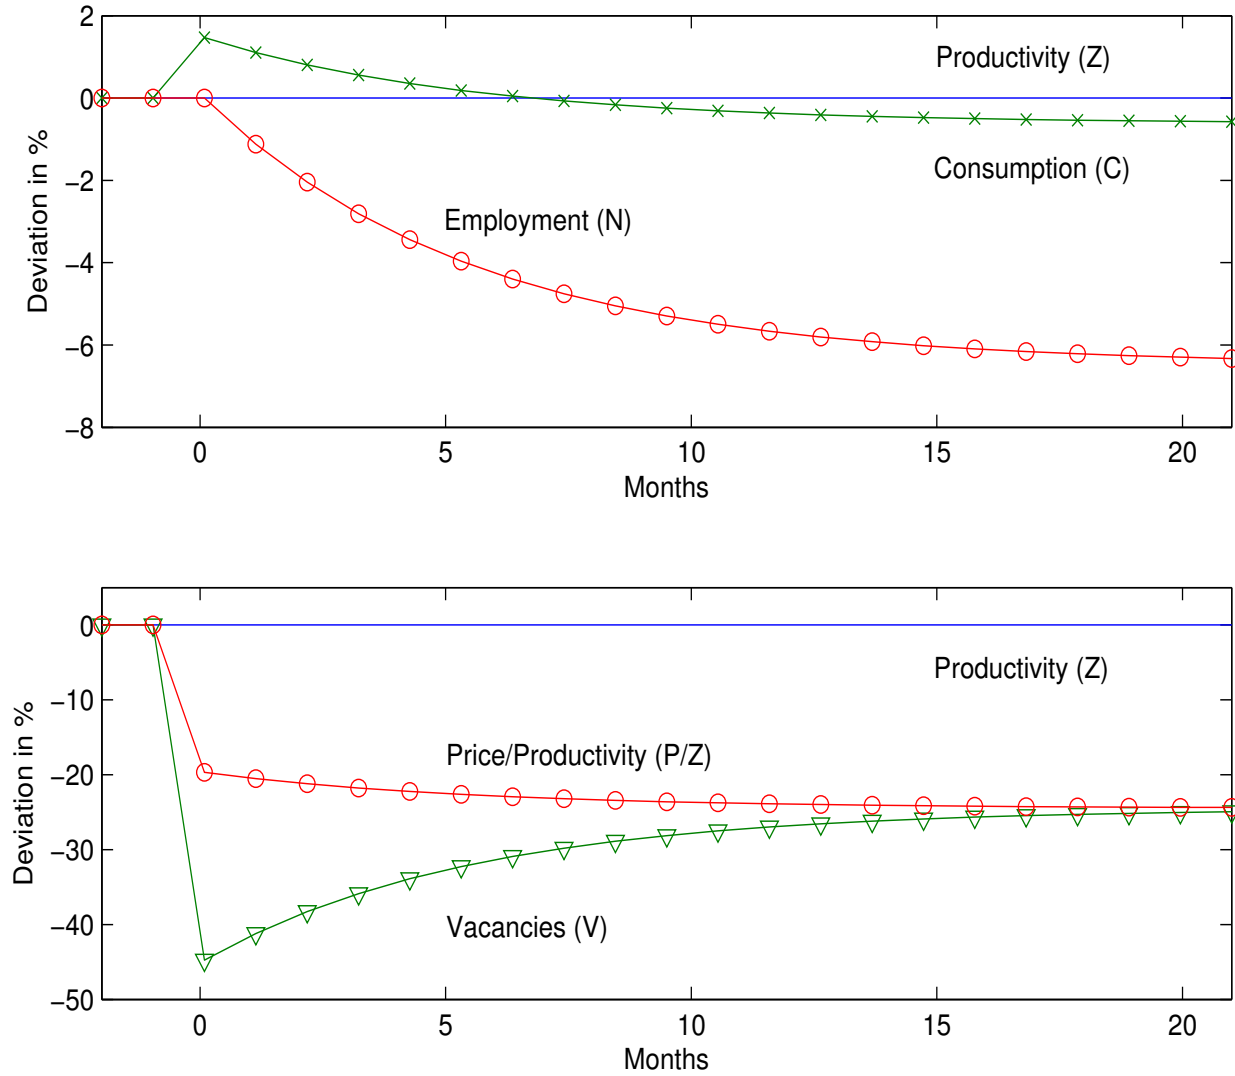 2
Productivity (Z)
0
Deviation in %
Consumption (C)
−2
Employment (N)
−4
−6
−8
0 5 10 15 20
Months
0
Productivity (Z)
−10
Deviation in %
Price/Productivity (P/Z)
−20
−30
Vacancies (V)
−40
−50
0 5 10 15 20
Months